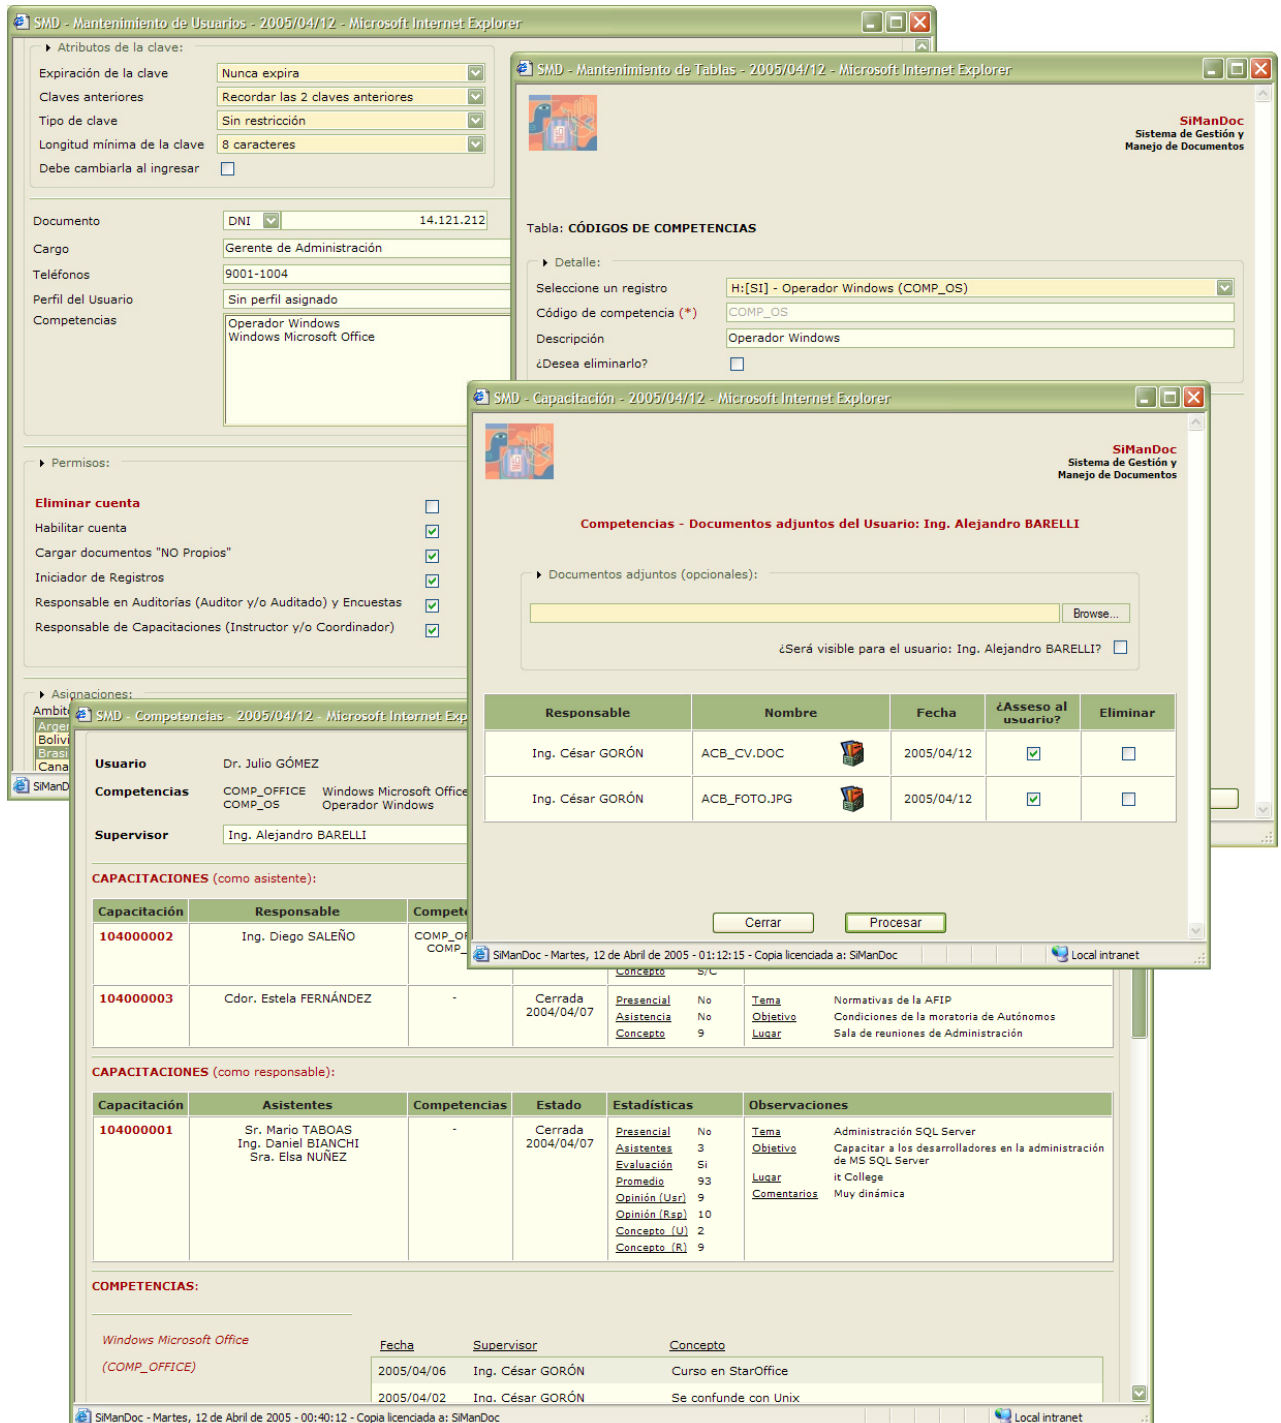 SMD - Mantenimiento de Usuarios - 2005/04/12 - Microsoft Internet Explorer
Atributos de la clave:
Expiración de la clave Nunca expira
Claves anteriores Recordar las 2 claves anteriores
Tipo de clave Sin restricción
Longitud mínima de la clave 8 caracteres
Debe cambiarla al ingresar
Documento DNI 14.121.212
Cargo Gerente de Administración
Teléfonos 9001-1004
Perfil del Usuario Sin perfil asignado
Competencias Operador Windows
Windows Microsoft Office
Permisos:
Eliminar cuenta
Habilitar cuenta
Cargar documentos "NO Propios"
Iniciador de Registros
Responsable en Auditorías (Auditor y/o Auditado) y Encuestas
Responsable de Capacitaciones (Instructor y/o Coordinador)
Asignaciones:
SMD - Mantenimiento de Tablas - 2005/04/12 - Microsoft Internet Explorer
SiManDoc
Sistema de Gestión y
Manejo de Documentos
Tabla: CÓDIGOS DE COMPETENCIAS
Detalle:
Seleccione un registro H:[SI] - Operador Windows (COMP_OS)
Código de competencia (*) COMP_OS
Descripción Operador Windows
¿Desea eliminarlo?
SMD - Capacitación - 2005/04/12 - Microsoft Internet Explorer
SiManDoc
Sistema de Gestión y
Manejo de Documentos
Competencias - Documentos adjuntos del Usuario: Ing. Alejandro BARELLI
Documentos adjuntos (opcionales):
Browse...
¿Será visible para el usuario: Ing. Alejandro BARELLI?
Responsable Nombre Fecha ¿Asseso al usuario? Eliminar
Ing. César GORÓN ACB_CV.DOC 2005/04/12
Ing. César GORÓN ACB_FOTO.JPG 2005/04/12
Cerrar Procesar
SiManDoc - Martes, 12 de Abril de 2005 - 01:12:15 - Copia licenciada a: SiManDoc Local intranet
SMD - Competencias - 2005/04/12 - Microsoft Internet Exp
Usuario Dr. Julio GÓMEZ
Competencias COMP_OFFICE Windows Microsoft Office
COMP_OS Operador Windows
Supervisor Ing. Alejandro BARELLI
CAPACITACIONES (como asistente):
Capacitación Responsable
104000002 Ing. Diego SALEÑO
Concepto S/C
104000003 Cdor. Estela FERNÁNDEZ - Cerrada 2004/04/07
Presencial No Tema Normativas de la AFIP
Asistencia No Objetivo Condiciones de la moratoria de Autónomos
Concepto 9 Lugar Sala de reuniones de Administración
CAPACITACIONES (como responsable):
Capacitación Asistentes Competencias Estado Estadísticas Observaciones
104000001 Sr. Mario TABOAS - Cerrada Presencial No Tema Administración SQL Server
Ing. Daniel BIANCHI 2004/04/07 Asistentes 3 Objetivo Capacitar a los desarrolladores en la administración
Sra. Elsa NUÑEZ Evaluación Si de MS SQL Server
Promedio 93 Lugar it College
Opinión (Usr) 9 Comentarios Muy dinámica
Opinión (Rsp) 10
Concepto (U) 2
Concepto (R) 9
COMPETENCIAS:
Windows Microsoft Office
(COMP_OFFICE)
Fecha Supervisor Concepto
2005/04/06 Ing. César GORÓN Curso en StarOffice
2005/04/02 Ing. César GORÓN Se confunde con Unix
SiManDoc - Martes, 12 de Abril de 2005 - 00:40:12 - Copia licenciada a: SiManDoc Local intranet